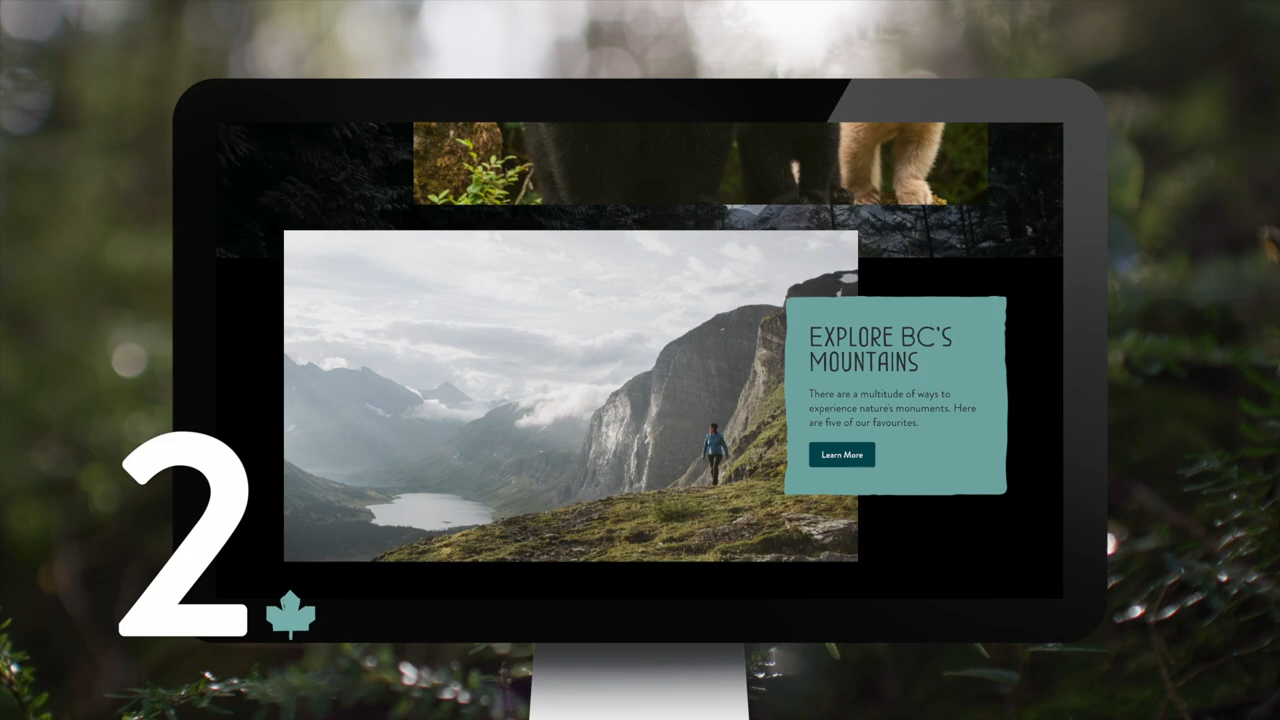 EXPLORE BC'S
MOUNTAINS
There are a multitude of ways to
experience nature's monuments. Here
are five of our favourites.
Learn More
2